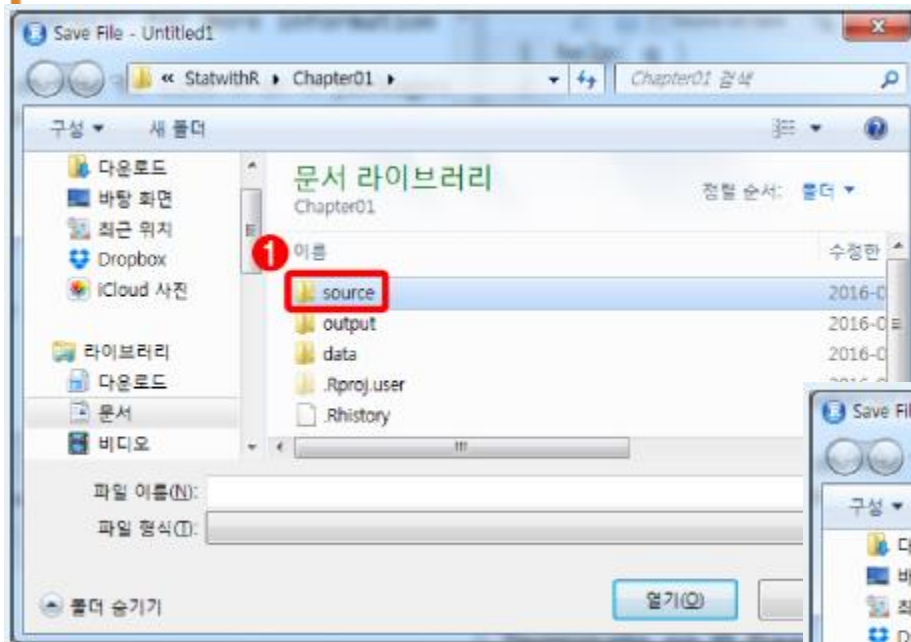 Save File - Untitled1
« StatwithR ▸ Chapter01 ▸
Chapter01 검색
구성 ▼ 새 폴더
다운로드
바탕 화면
최근 위치
Dropbox
iCloud 사진
라이브러리
다운로드
문서
비디오
문서 라이브러리
Chapter01
정렬 순서: 폴더 ▼
이름
수정한
1
source
2016-0
output
2016-0
data
2016-0
.Rproj.user
.Rhistory
파일 이름(N):
파일 형식(T):
폴더 숨기기
열기(O)
Save Fil
구성 ▼